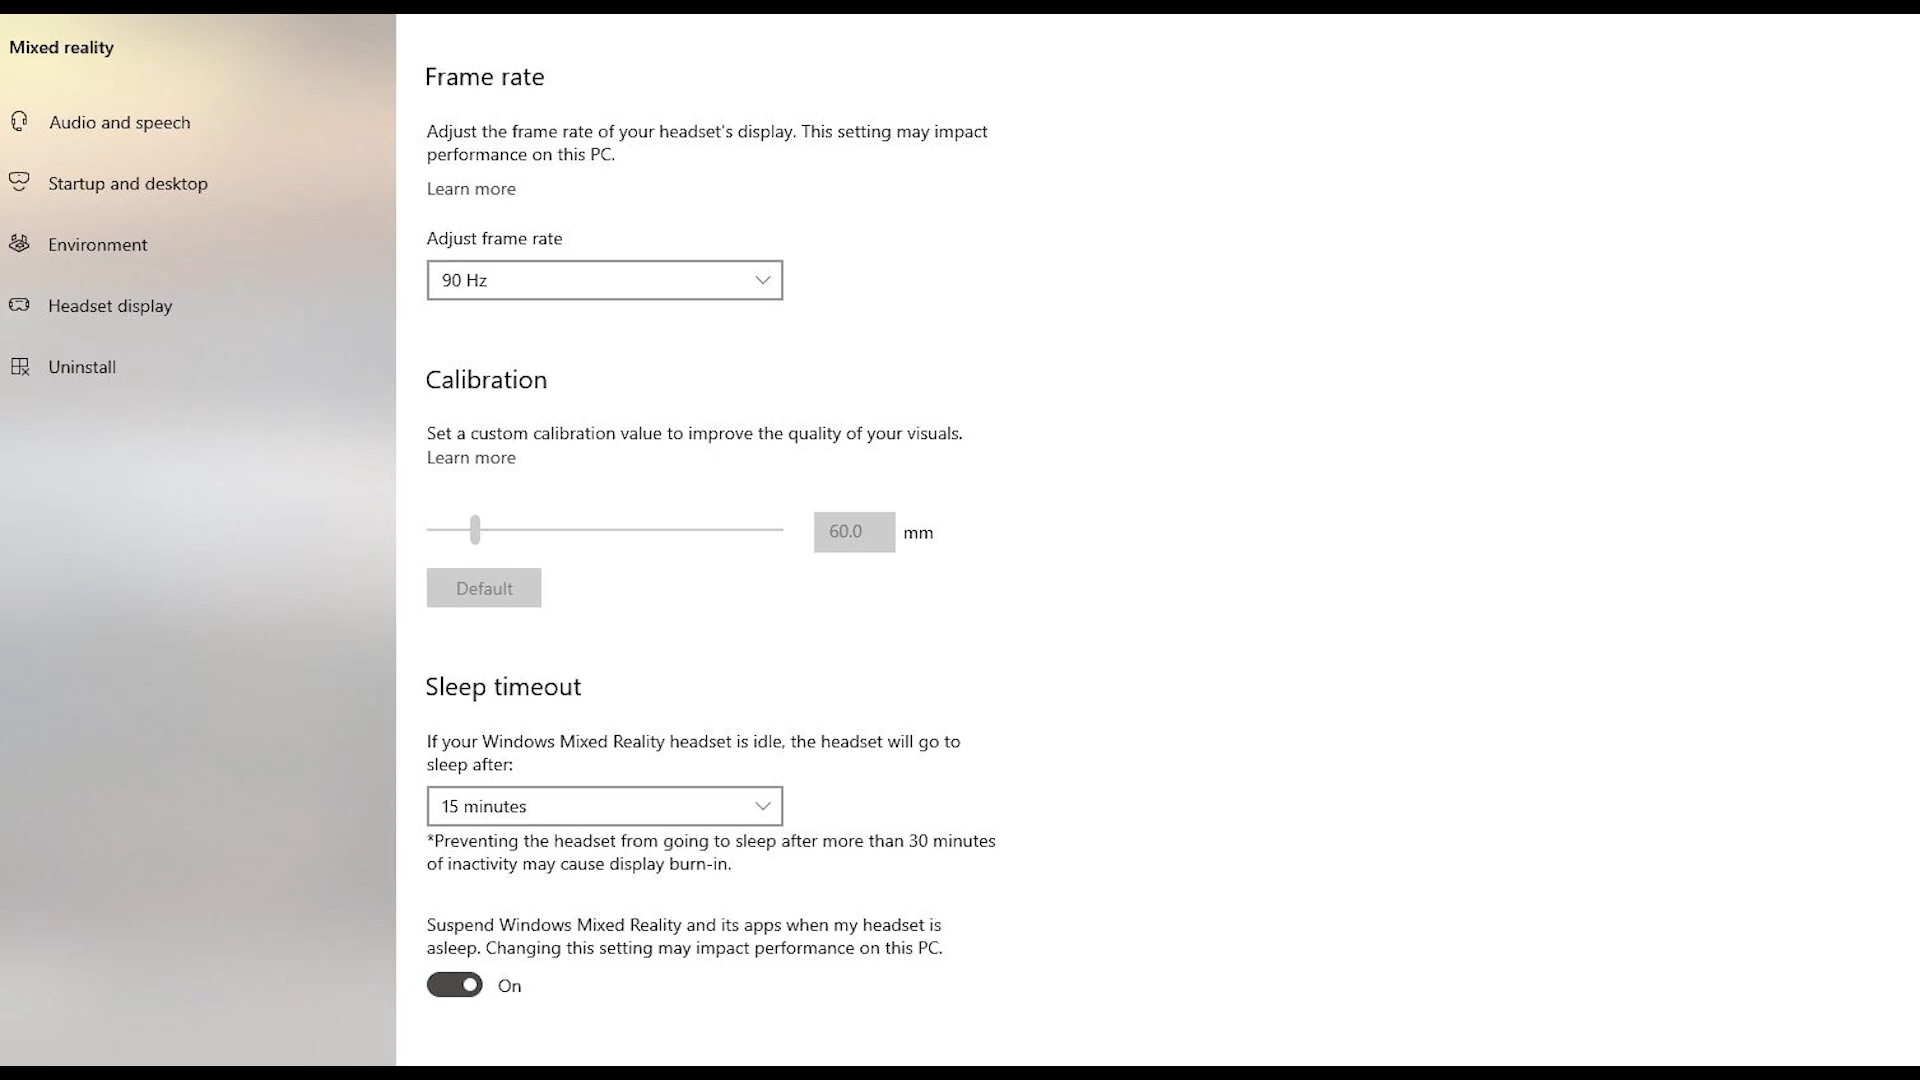 Mixed reality
Audio and speech
Startup and desktop
Environment
Headset display
Uninstall
Frame rate
Adjust the frame rate of your headset's display. This setting may impact
performance on this PC.
Learn more
Adjust frame rate
90 Hz
Calibration
Set a custom calibration value to improve the quality of your visuals.
Learn more
60.0 mm
Default
Sleep timeout
If your Windows Mixed Reality headset is idle, the headset will go to
sleep after:
15 minutes
*Preventing the headset from going to sleep after more than 30 minutes
of inactivity may cause display burn-in.
Suspend Windows Mixed Reality and its apps when my headset is
asleep. Changing this setting may impact performance on this PC.
On